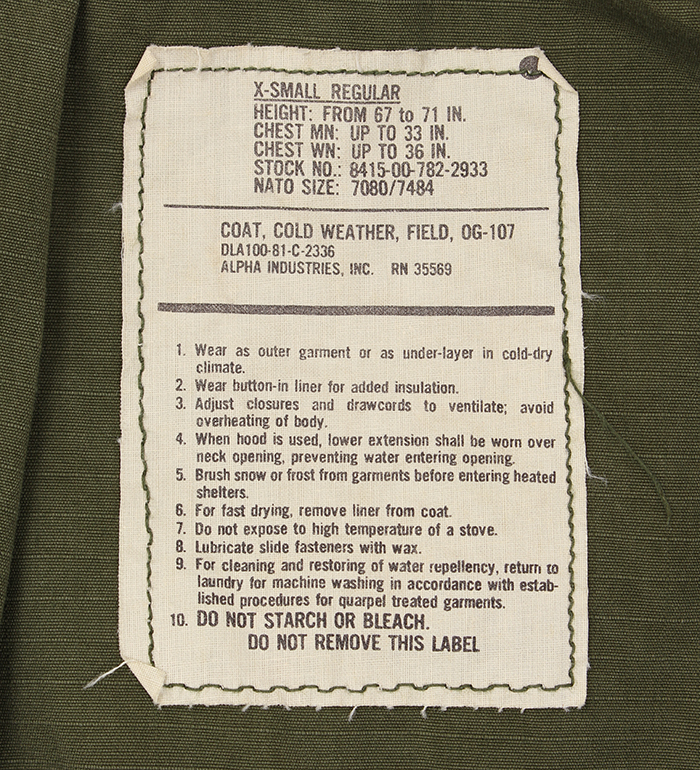 X-SMALL REGULAR
HEIGHT: FROM 67 to 71 IN.
CHEST MN: UP TO 33 IN.
CHEST WN: UP TO 36 IN.
STOCK NO.: 8415-00-782-2933
NATO SIZE: 7080/7484
COAT, COLD WEATHER, FIELD, OG-107
DLA100-81-C-2336
ALPHA INDUSTRIES, INC. RN 35569
1. Wear as outer garment or as under-layer in cold-dry
climate.
2. Wear button-in liner for added insulation.
3. Adjust closures and drawcords to ventilate; avoid
overheating of body.
4. When hood is used, lower extension shall be worn over
neck opening, preventing water entering opening.
5. Brush snow or frost from garments before entering heated
shelters.
6. For fast drying, remove liner from coat.
7. Do not expose to high temperature of a stove.
8. Lubricate slide fasteners with wax.
9. For cleaning and restoring of water repellency, return to
laundry for machine washing in accordance with estab-
lished procedures for quarpel treated garments.
10. DO NOT STARCH OR BLEACH.
DO NOT REMOVE THIS LABEL